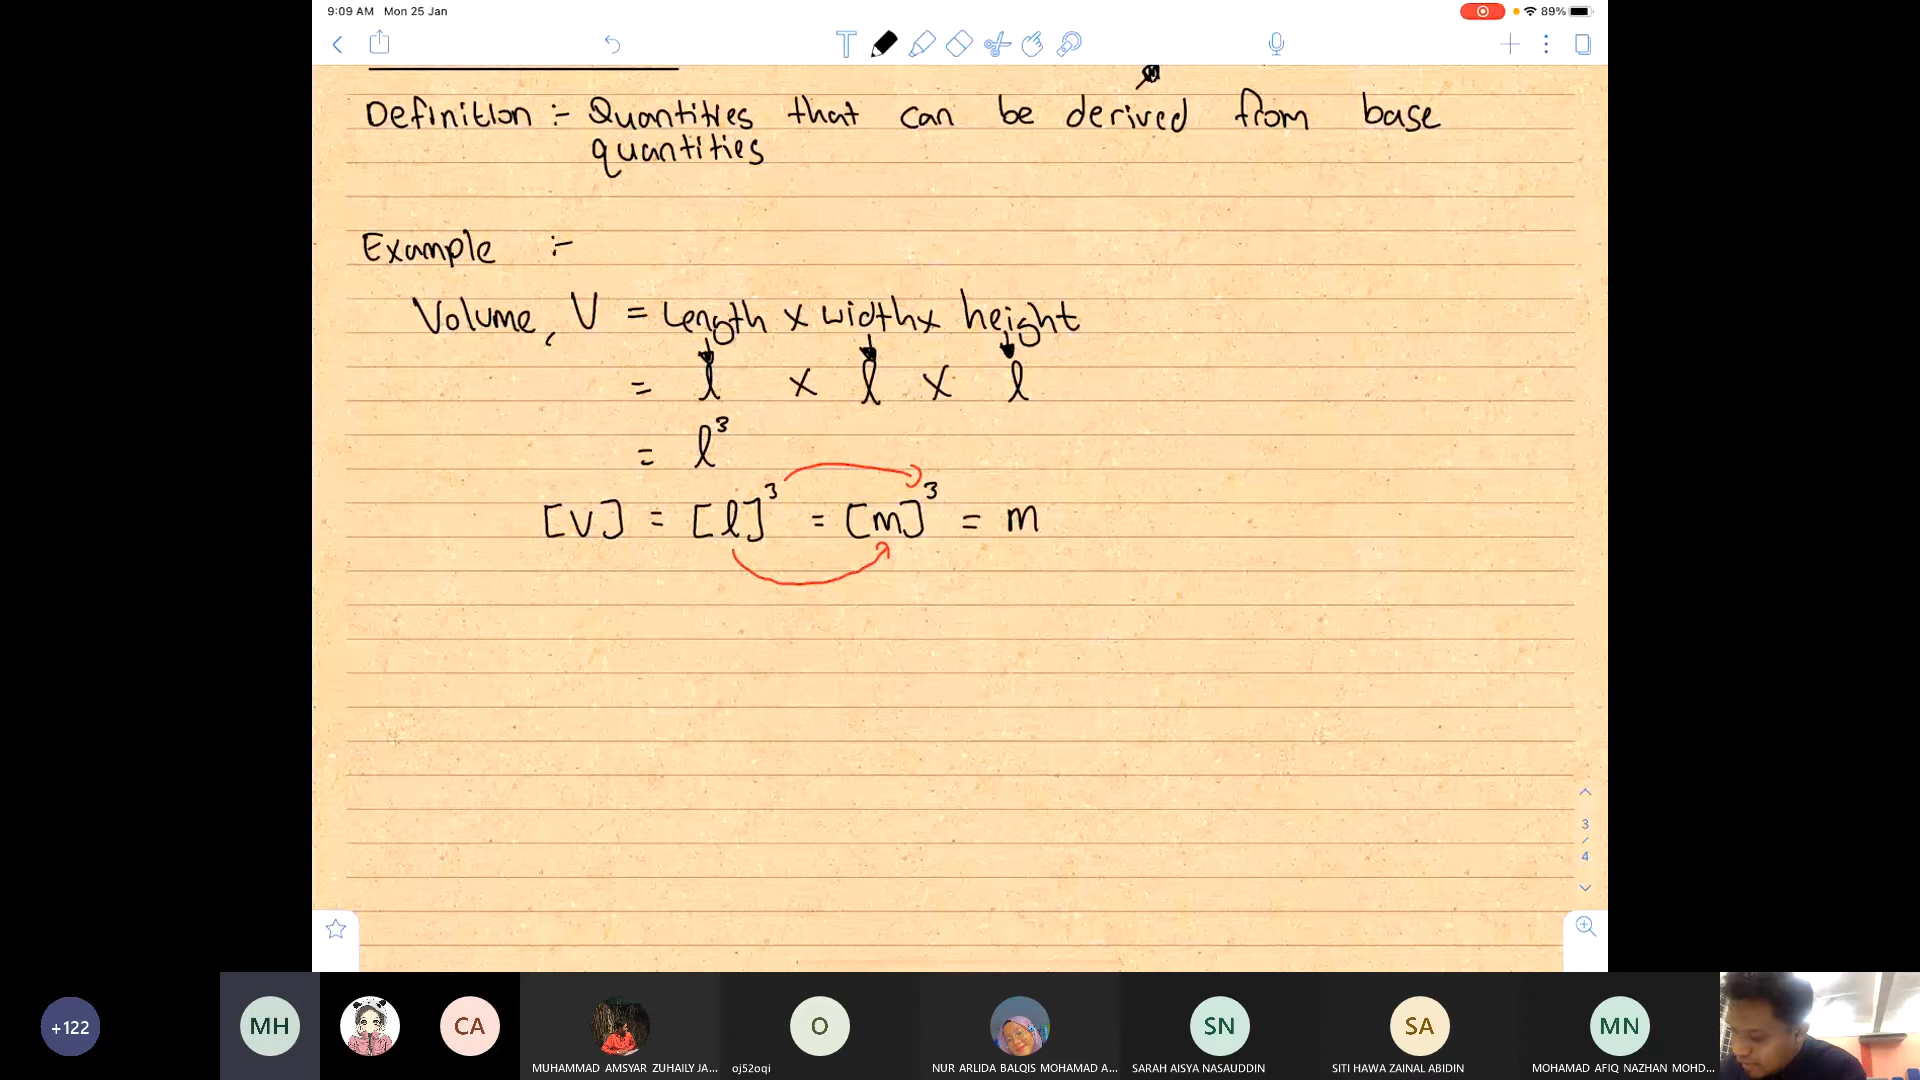 9:09 AM Mon 25 Jan
89%
T
Definition :- Quantities that can be derived from base
quantities
Example :-
Volume, V = Length x width x height
= l x l x l
= l³
[V] = [l]³ = [m]³ = m
3
/
4
+122
MH
CA
O
SN
SA
MN
MUHAMMAD AMSYAR ZUHAILY JA...
oj52oqi
NUR ARLIDA BALQIS MOHAMAD A...
SARAH AISYA NASAUDDIN
SITI HAWA ZAINAL ABIDIN
MOHAMAD AFIQ NAZHAN MOHD...